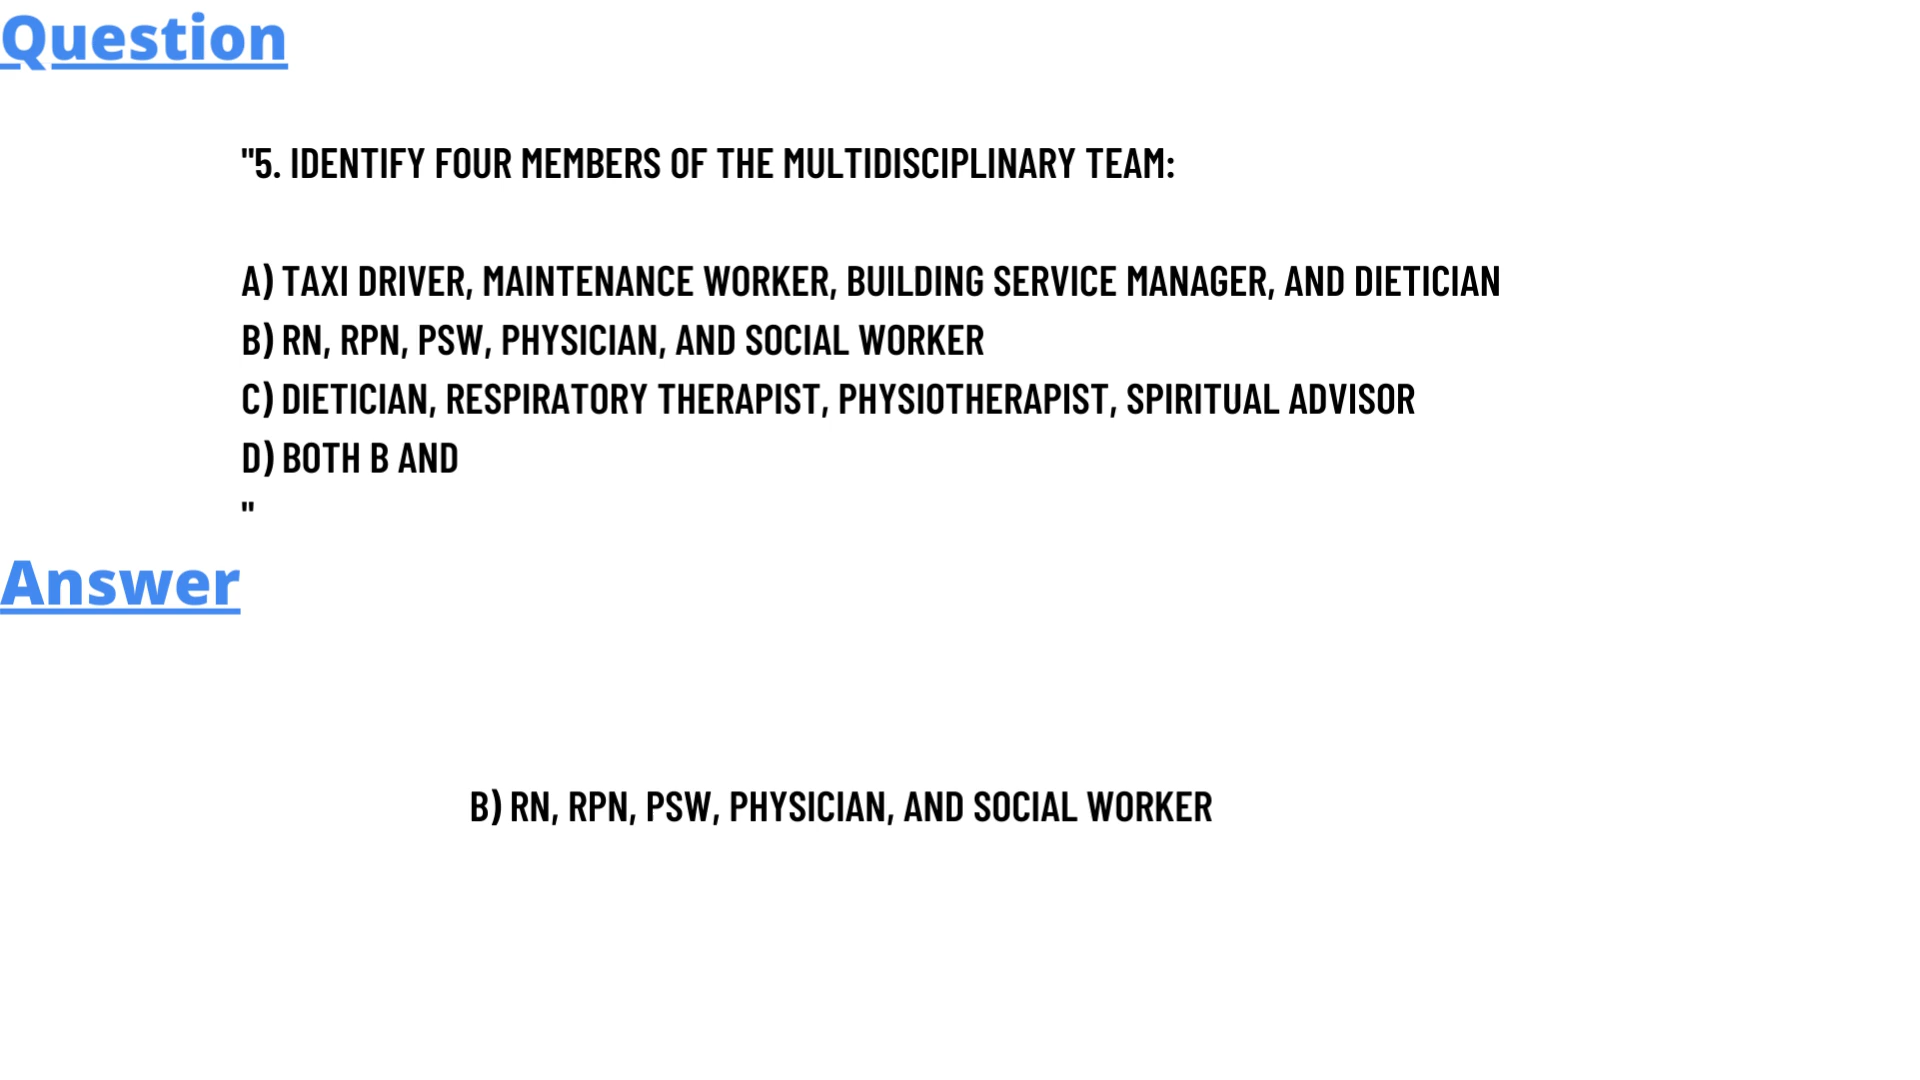 Question
"5. IDENTIFY FOUR MEMBERS OF THE MULTIDISCIPLINARY TEAM:
A) TAXI DRIVER, MAINTENANCE WORKER, BUILDING SERVICE MANAGER, AND DIETICIAN
B) RN, RPN, PSW, PHYSICIAN, AND SOCIAL WORKER
C) DIETICIAN, RESPIRATORY THERAPIST, PHYSIOTHERAPIST, SPIRITUAL ADVISOR
D) BOTH B AND
"
Answer
B) RN, RPN, PSW, PHYSICIAN, AND SOCIAL WORKER